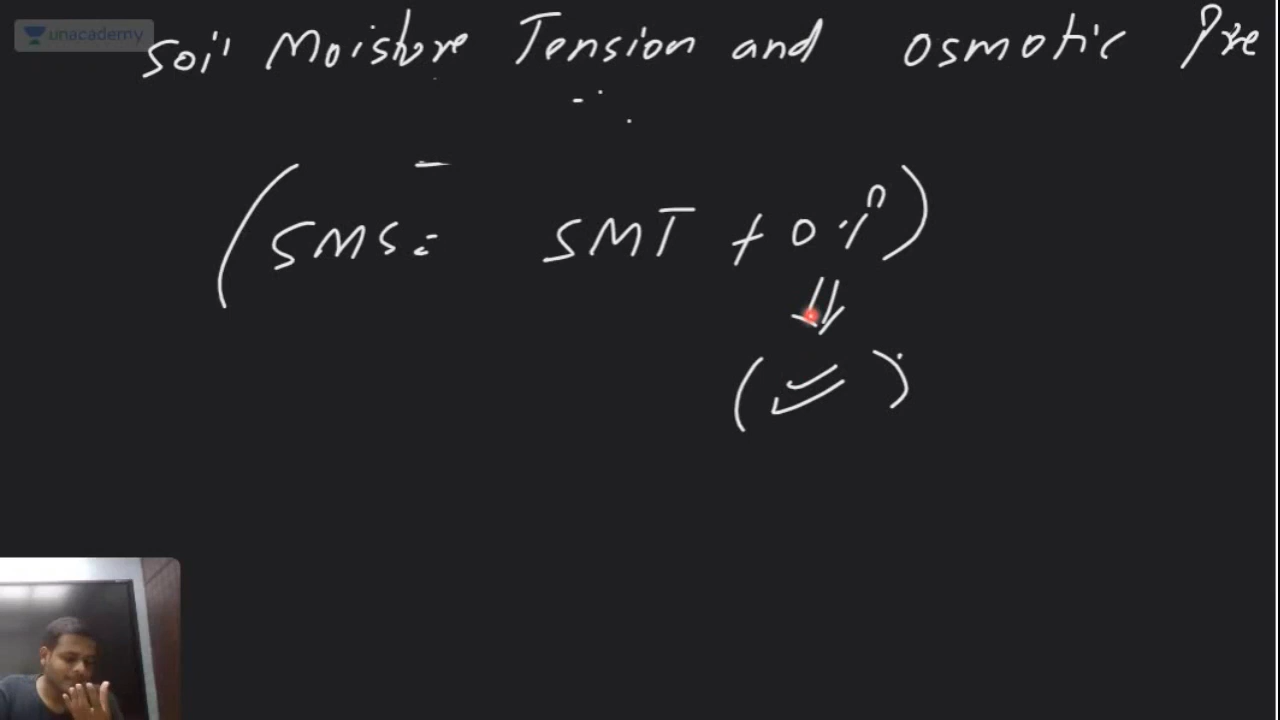 unacademy
Soil Moisture Tension and Osmotic Pre
(SMS = SMT + O.P)